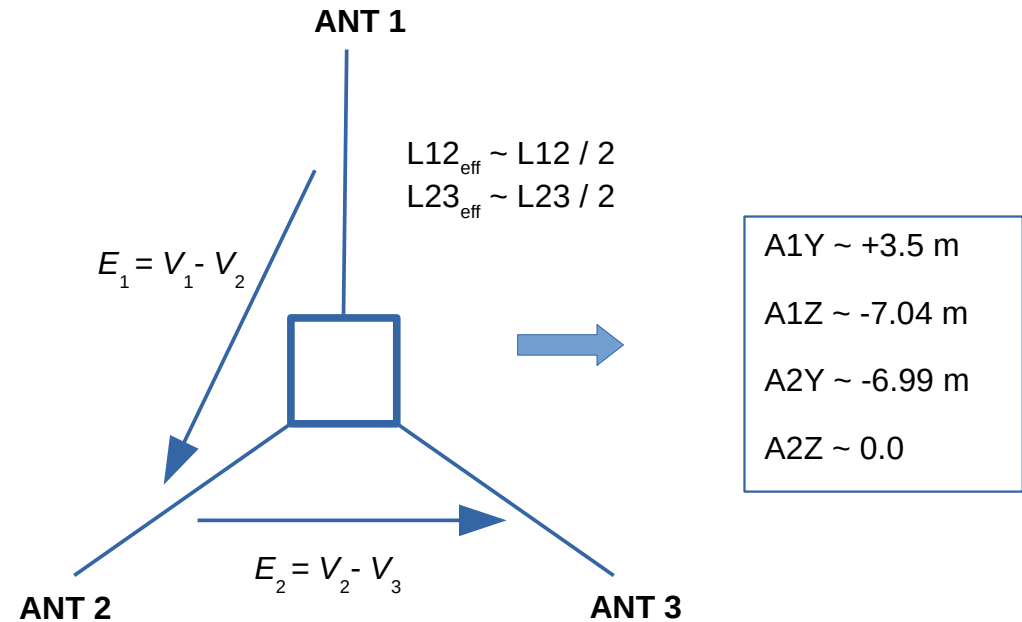 ANT 1
L12eff ~ L12 / 2
L23eff ~ L23 / 2
E1 = V1- V2
A1Y ~ +3.5 m
A1Z ~ -7.04 m
A2Y ~ -6.99 m
A2Z ~ 0.0
E2 = V2- V3
ANT 2
ANT 3